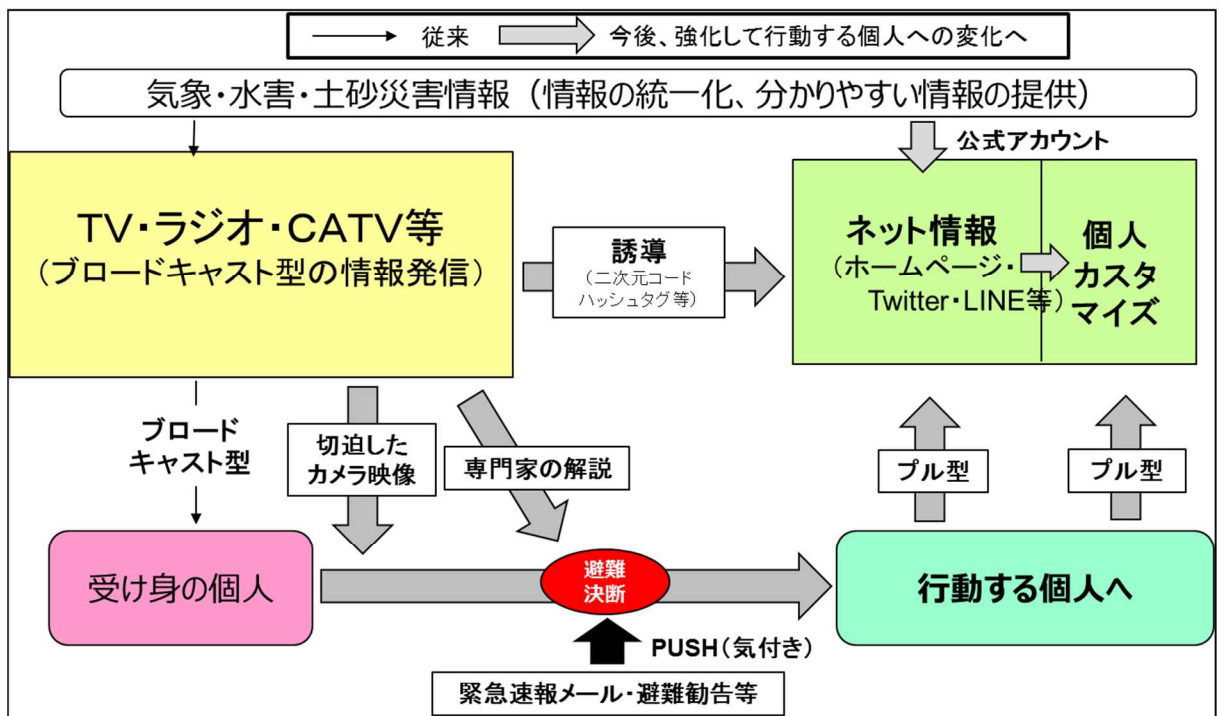 従来
今後、強化して行動する個人への変化へ
気象・水害・土砂災害情報（情報の統一化、分かりやすい情報の提供）
公式アカウント
TV・ラジオ・CATV等
（ブロードキャスト型の情報発信）
誘導
（二次元コード
ハッシュタグ等）
ネット情報
（ホームページ・
Twitter・LINE等）
個人
カスタ
マイズ
ブロード
キャスト型
切迫した
カメラ映像
専門家の解説
プル型
プル型
受け身の個人
避難
決断
行動する個人へ
PUSH（気付き）
緊急速報メール・避難勧告等